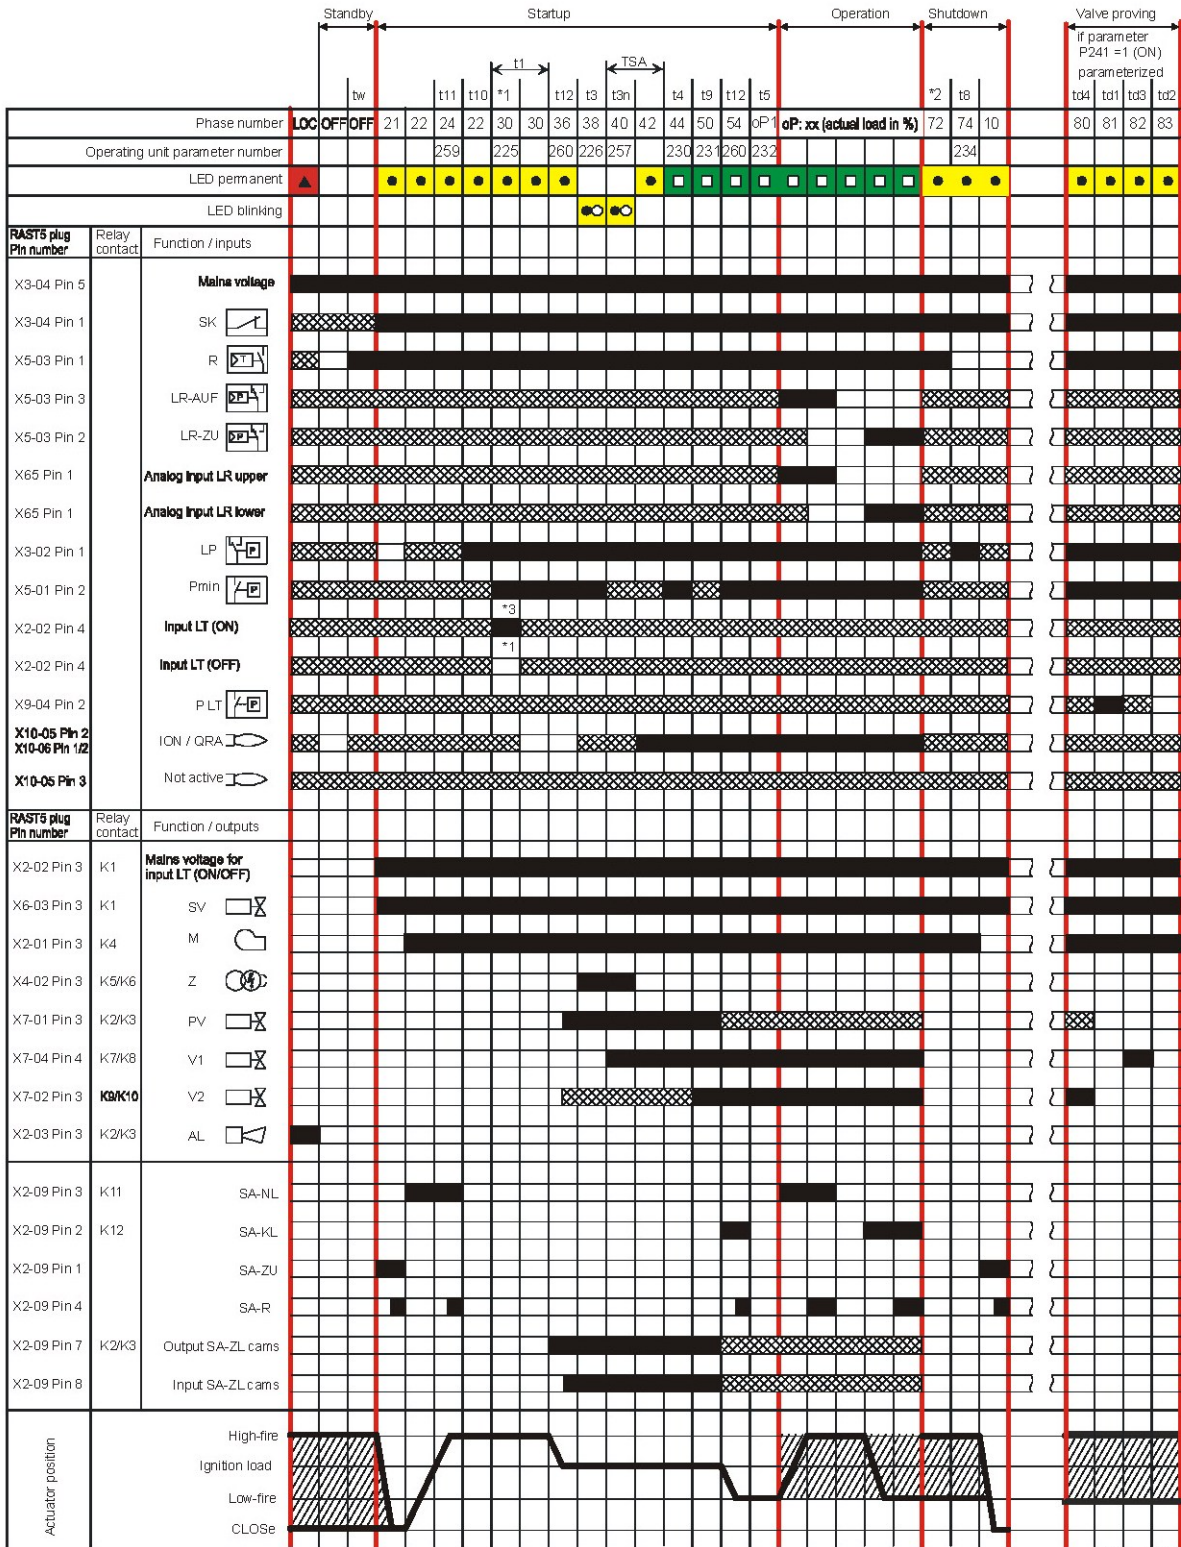 Standby Startup Operation Shutdown Valve proving
if parameter
P241 =1 (ON)
parameterized
t1 TSA
tw t11 t10 *1 t12 t3 t3n t4 t9 t12 t5 *2 t8 td4 td1 td3 td2
Phase number LOC OFF OFF 21 22 24 22 30 30 36 38 40 42 44 50 54 oP1 oP: xx (actual load in %) 72 74 10 80 81 82 83
Operating unit parameter number 259 225 260 226 257 230 231 260 232 234
LED permanent
LED blinking
RAST5 plug Pin number Relay contact Function / inputs
X3-04 Pin 5 Mains voltage
X3-04 Pin 1 SK
X5-03 Pin 1 R T
X5-03 Pin 3 LR-AUF P
X5-03 Pin 2 LR-ZU P
X65 Pin 1 Analog input LR upper
X65 Pin 1 Analog input LR lower
X3-02 Pin 1 LP P
X5-01 Pin 2 Pmin P
*3
X2-02 Pin 4 Input LT (ON)
*1
X2-02 Pin 4 Input LT (OFF)
X9-04 Pin 2 P LT P
X10-05 Pin 2
X10-06 Pin 1/2 ION / QRA
X10-05 Pin 3 Not active
RAST5 plug Pin number Relay contact Function / outputs
X2-02 Pin 3 K1 Mains voltage for input LT (ON/OFF)
X6-03 Pin 3 K1 SV
X2-01 Pin 3 K4 M
X4-02 Pin 3 K5/K6 Z
X7-01 Pin 3 K2/K3 PV
X7-04 Pin 4 K7/K8 V1
X7-02 Pin 3 K9/K10 V2
X2-03 Pin 3 K2/K3 AL
X2-09 Pin 3 K11 SA-NL
X2-09 Pin 2 K12 SA-KL
X2-09 Pin 1 SA-ZU
X2-09 Pin 4 SA-R
X2-09 Pin 7 K2/K3 Output SA-ZL cams
X2-09 Pin 8 Input SA-ZL cams
Actuator position
High-fire
Ignition load
Low-fire
CLOSe